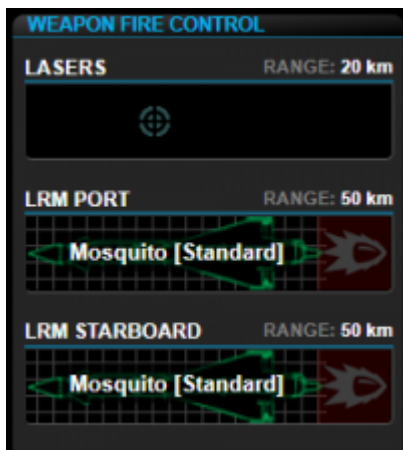 WEAPON FIRE CONTROL
LASERS RANGE: 20 km
LRM PORT RANGE: 50 km
Mosquito [Standard]
LRM STARBOARD RANGE: 50 km
Mosquito [Standard]